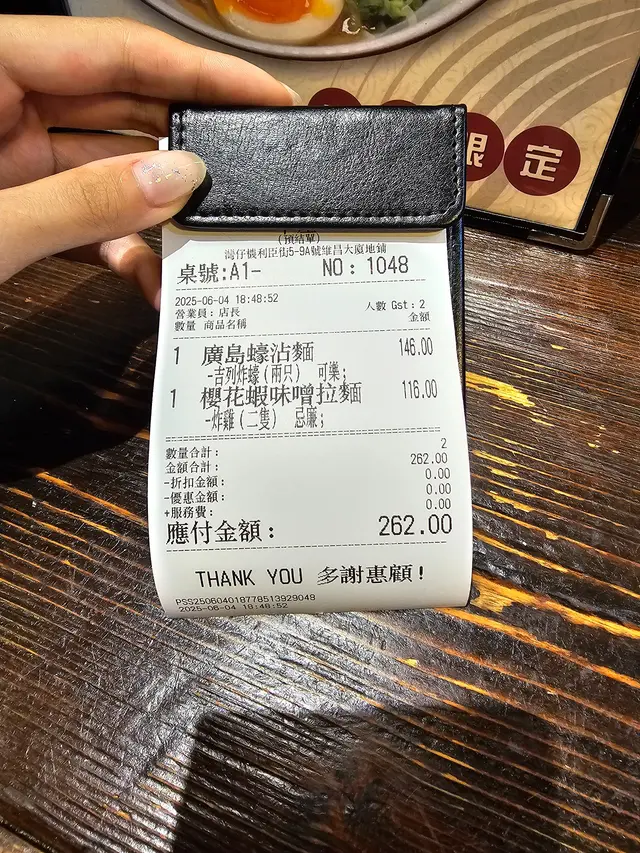 限定
(預結單)
灣仔機利臣街5-9A號維昌大廈地鋪
桌號:A1- NO: 1048
2025-06-04 18:48:52
營業員: 店長 人數 Gst: 2
數量 商品名稱 金額
1 廣島蠔沾麵 146.00
-吉列炸蠔(兩只) 可樂;
1 櫻花蝦味噌拉麵 116.00
-炸雞(二隻) 忌廉;
數量合計: 2
金額合計: 262.00
-折扣金額: 0.00
-優惠金額: 0.00
+服務費: 0.00
應付金額: 262.00
THANK YOU 多謝惠顧!
PSS250604018778513929048
2025-06-04 18:48:52